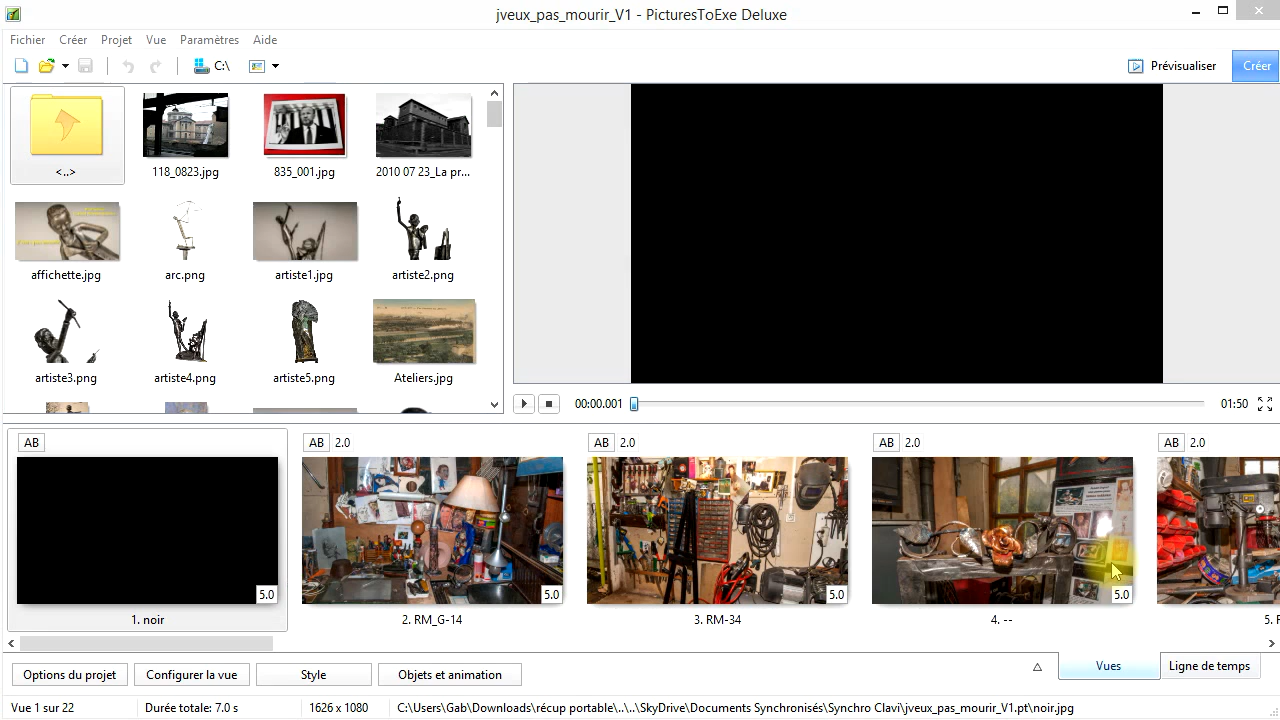 jveux_pas_mourir_V1 - PicturesToExe Deluxe
Fichier Créer Projet Vue Paramètres Aide
C:\ Prévisualiser Créer
<..> 118_0823.jpg 835_001.jpg 2010 07 23_La pr...
affichette.jpg arc.png artiste1.jpg artiste2.png
artiste3.png artiste4.png artiste5.png Ateliers.jpg
00:00.001 01:50
AB AB 2.0 AB 2.0 AB 2.0 AB 2.0
5.0 5.0 5.0 5.0
1. noir 2. RM_G-14 3. RM-34 4. -- 5. F
Vues Ligne de temps
Options du projet Configurer la vue Style Objets et animation
Vue 1 sur 22 Durée totale: 7.0 s 1626 x 1080 C:\Users\Gab\Downloads\récup portable\..\..\SkyDrive\Documents Synchronisés\Synchro Clavi\jveux_pas_mourir_V1.pt\noir.jpg